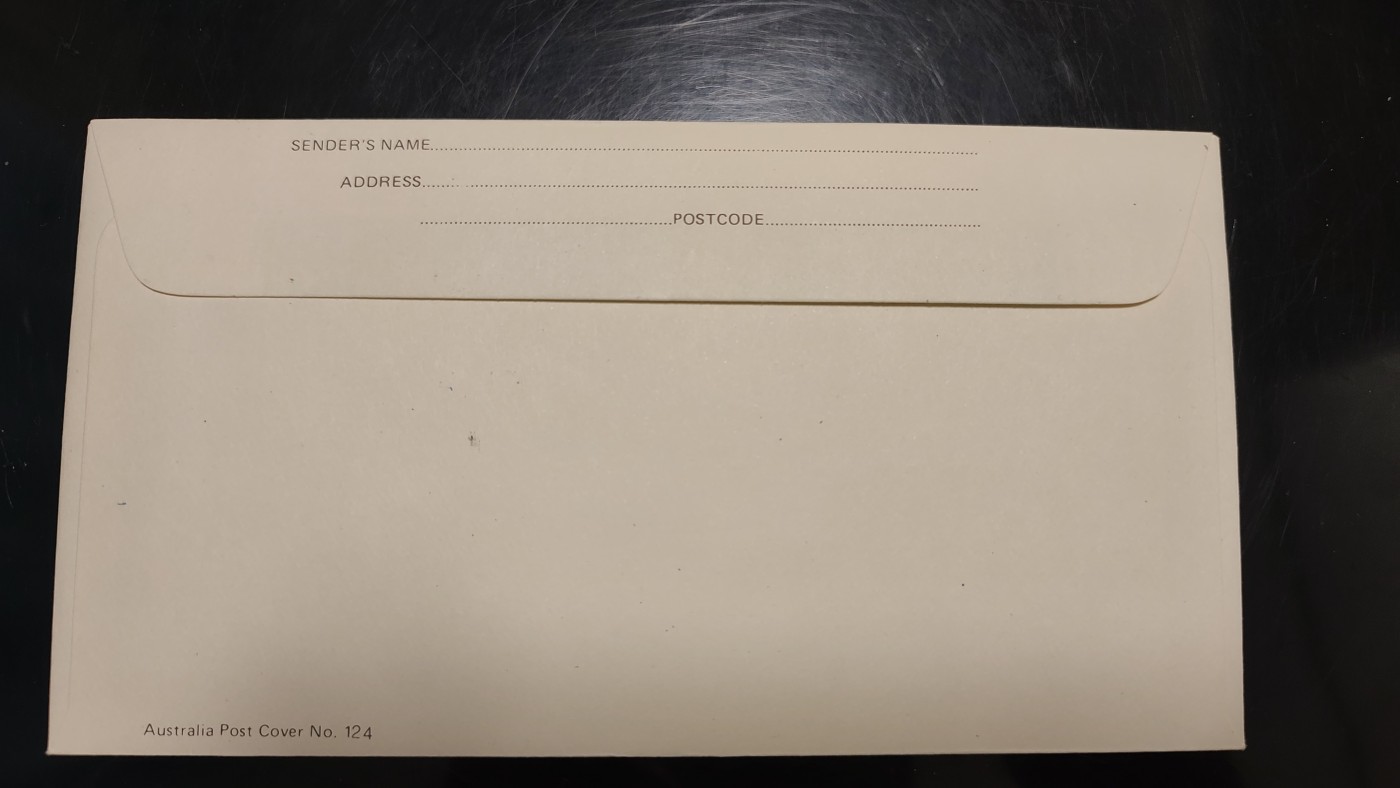 SENDER'S NAME
ADDRESS
POSTCODE
Australia Post Cover No. 124